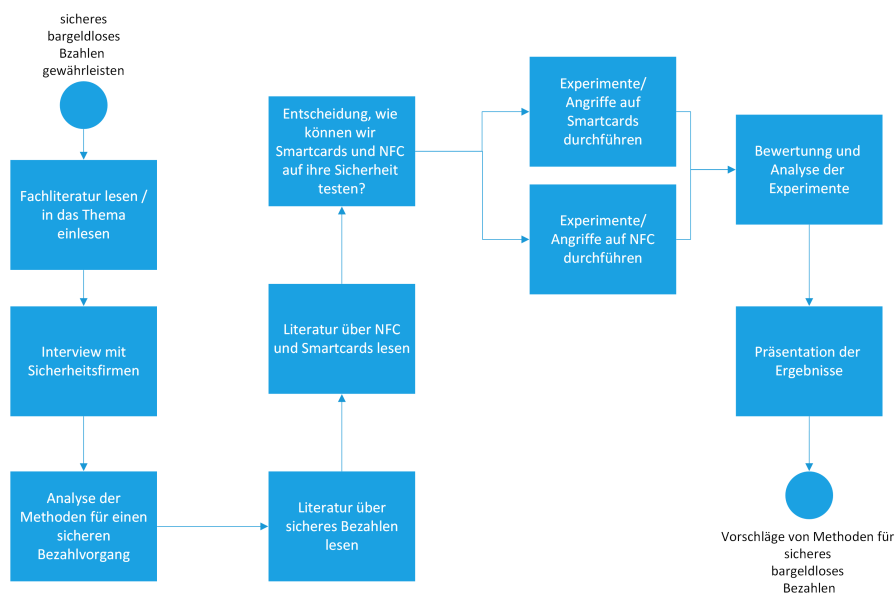 sicheres
bargeldloses
Bzahlen
gewährleisten
Fachliteratur lesen /
in das Thema
einlesen
Interview mit
Sicherheitsfirmen
Analyse der
Methoden für einen
sicheren
Bezahlvorgang
Literatur über
sicheres Bezahlen
lesen
Literatur über NFC
und Smartcards lesen
Entscheidung, wie
können wir
Smartcards und NFC
auf ihre Sicherheit
testen?
Experimente/
Angriffe auf
Smartcards
durchführen
Experimente/
Angriffe auf NFC
durchführen
Bewertunng und
Analyse der
Experimente
Präsentation der
Ergebnisse
Vorschläge von Methoden für
sicheres
bargeldloses
Bezahlen